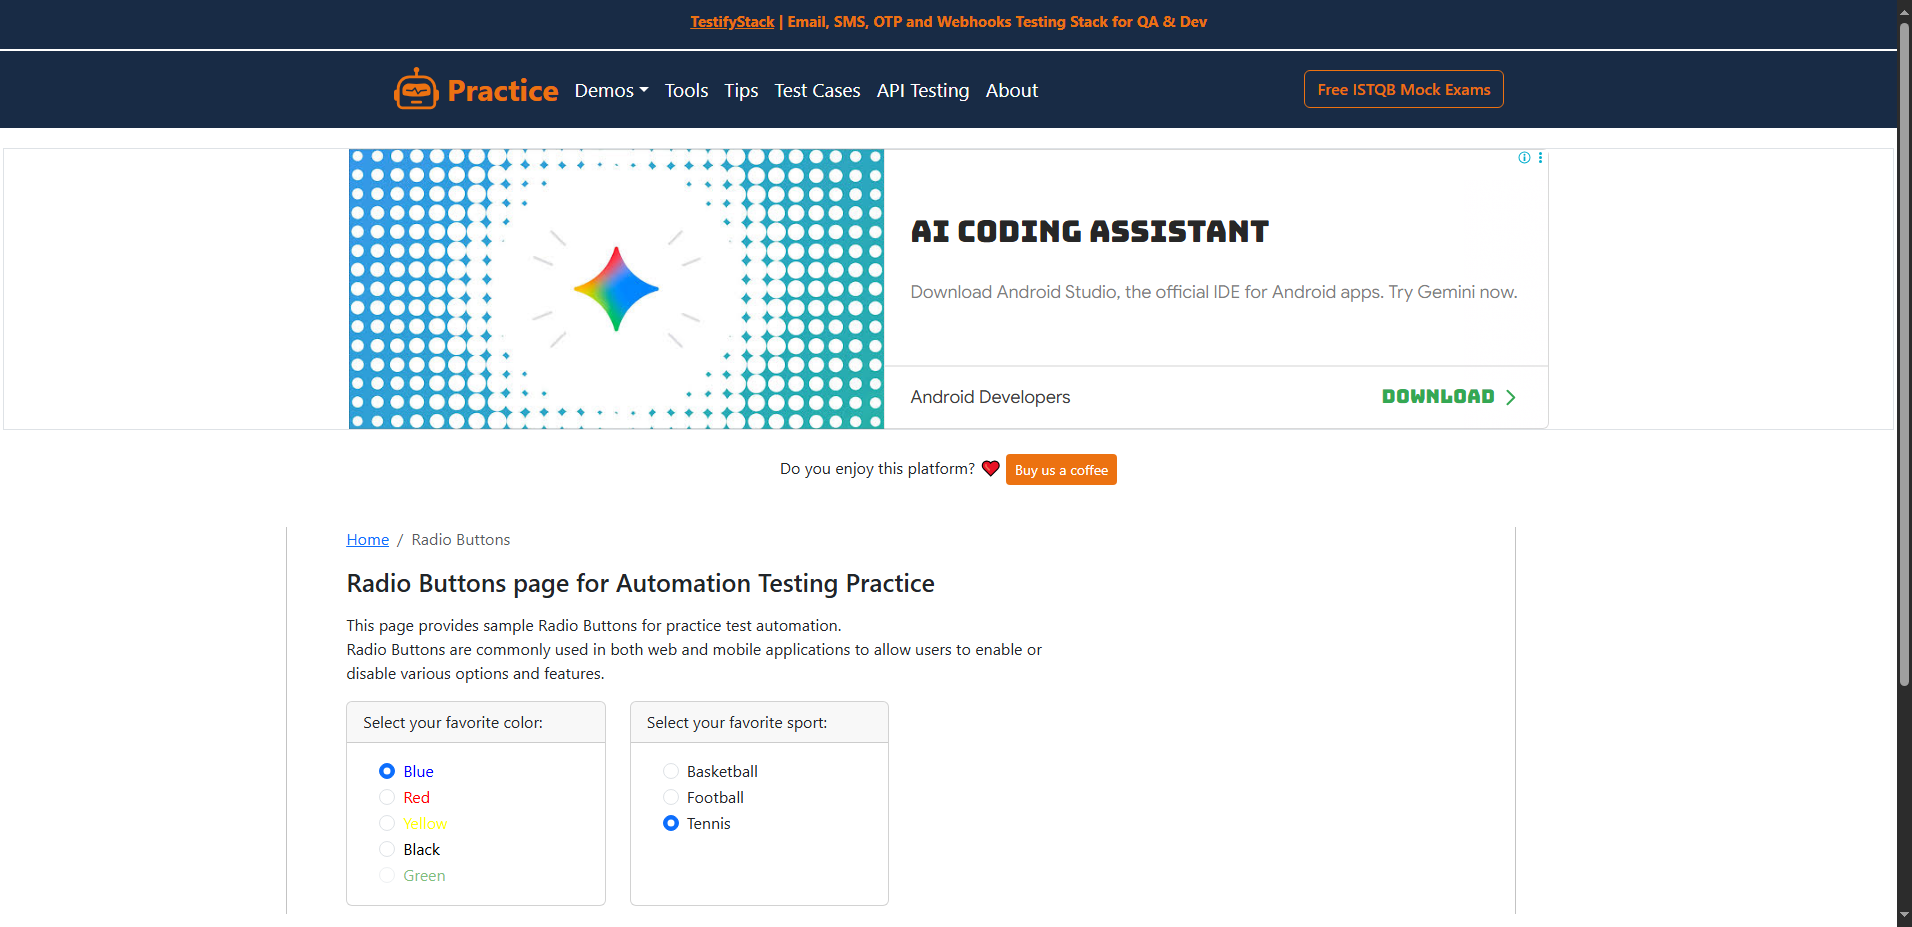 TestifyStack | Email, SMS, OTP and Webhooks Testing Stack for QA & Dev
Practice Demos Tools Tips Test Cases API Testing About Free ISTQB Mock Exams
AI CODING ASSISTANT
Download Android Studio, the official IDE for Android apps. Try Gemini now.
Android Developers DOWNLOAD
Do you enjoy this platform? Buy us a coffee
Home / Radio Buttons
Radio Buttons page for Automation Testing Practice
This page provides sample Radio Buttons for practice test automation.
Radio Buttons are commonly used in both web and mobile applications to allow users to enable or
disable various options and features.
Select your favorite color:
Blue
Red
Yellow
Black
Green
Select your favorite sport:
Basketball
Football
Tennis